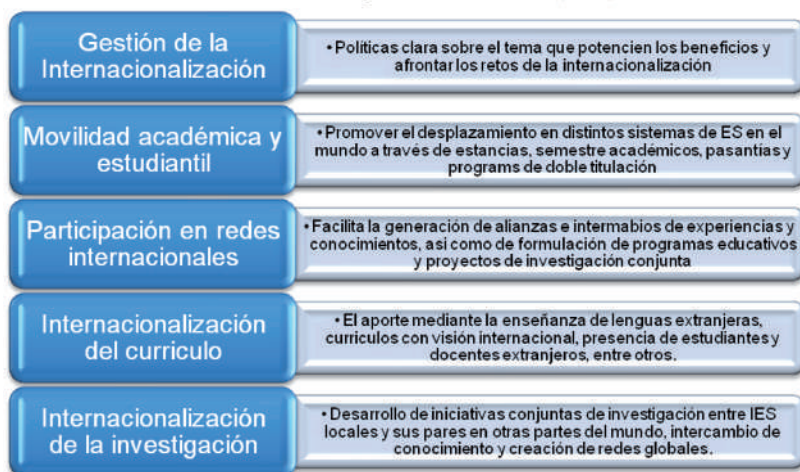 Gestión de la
Internacionalización
• Políticas clara sobre el tema que potencien los beneficios y
afrontar los retos de la internacionalización
Movilidad académica y
estudiantil
• Promover el desplazamiento en distintos sistemas de ES en el
mundo a través de estancias, semestre académicos, pasantías y
programs de doble titulación
Participación en redes
internacionales
• Facilita la generación de alianzas e intermabios de experiencias y
conocimientos, asi como de formulación de programas educativos
y proyectos de investigación conjunta
Internacionalización
del curriculo
• El aporte mediante la enseñanza de lenguas extranjeras,
curriculos con visión internacional, presencia de estudiantes y
docentes extranjeros, entre otros.
Internacionalización
de la investigación
• Desarrollo de iniciativas conjuntas de investigación entre IES
locales y sus pares en otras partes del mundo, intercambio de
conocimiento y creación de redes globales.